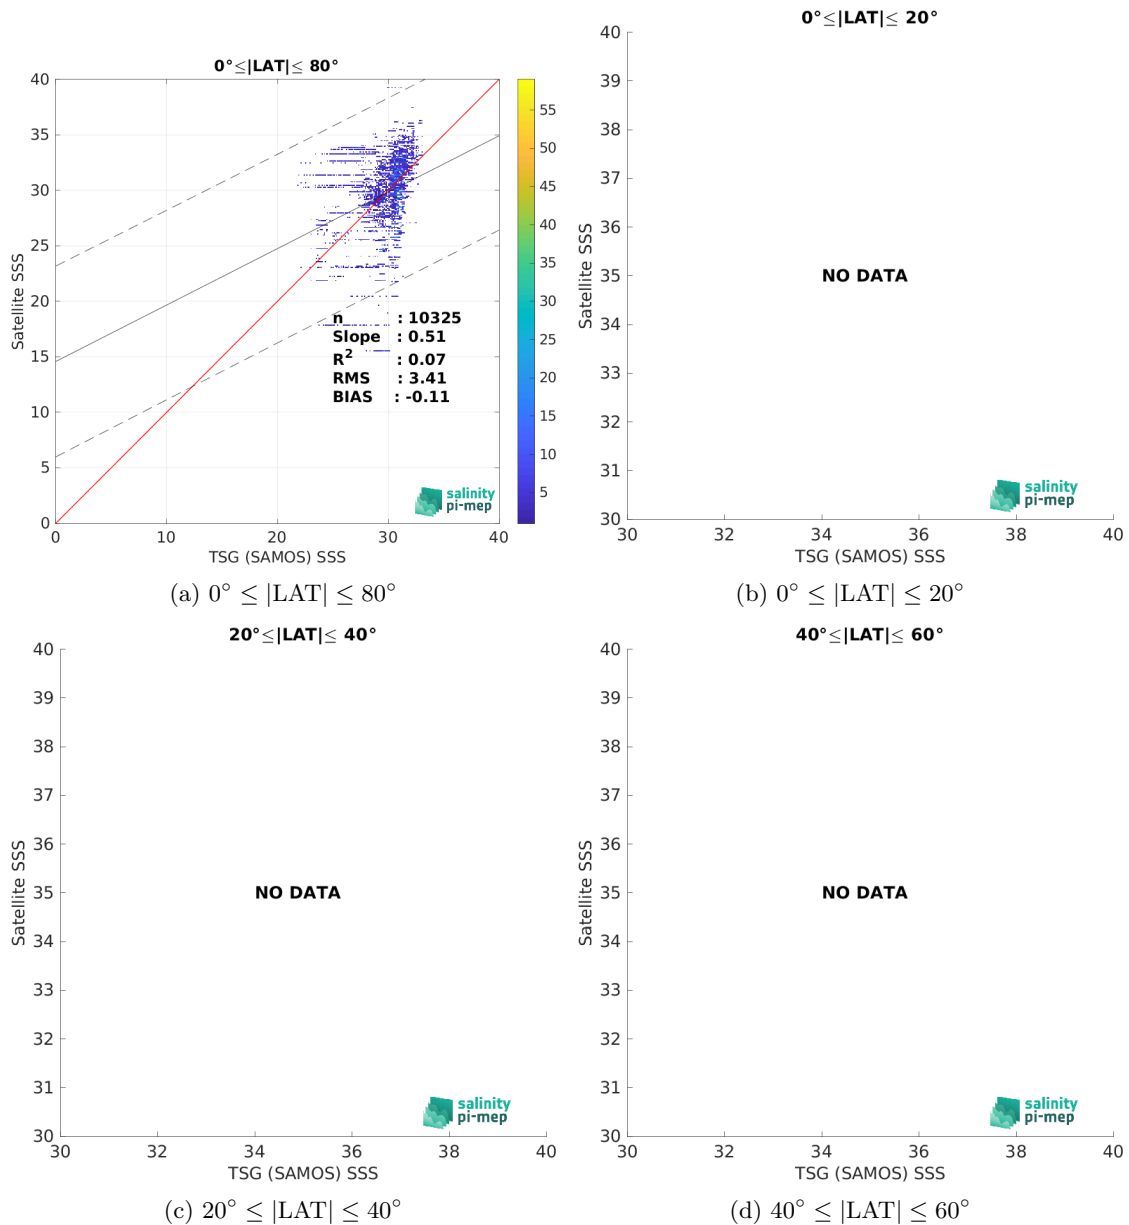 0°≤|LAT|≤ 80°
40
35
30
25
20
15
10
5
0
Satellite SSS
0
10
20
30
40
TSG (SAMOS) SSS
55
50
45
40
35
30
25
20
15
10
5
n : 10325
Slope : 0.51
R² : 0.07
RMS : 3.41
BIAS : -0.11
salinity
pi-mep
(a) 0° ≤ |LAT| ≤ 80°
0°≤|LAT|≤ 20°
40
39
38
37
36
35
34
33
32
31
30
Satellite SSS
NO DATA
30
32
34
36
38
40
TSG (SAMOS) SSS
salinity
pi-mep
(b) 0° ≤ |LAT| ≤ 20°
20°≤|LAT|≤ 40°
40
39
38
37
36
35
34
33
32
31
30
Satellite SSS
NO DATA
30
32
34
36
38
40
TSG (SAMOS) SSS
salinity
pi-mep
(c) 20° ≤ |LAT| ≤ 40°
40°≤|LAT|≤ 60°
40
39
38
37
36
35
34
33
32
31
30
Satellite SSS
NO DATA
30
32
34
36
38
40
TSG (SAMOS) SSS
salinity
pi-mep
(d) 40° ≤ |LAT| ≤ 60°